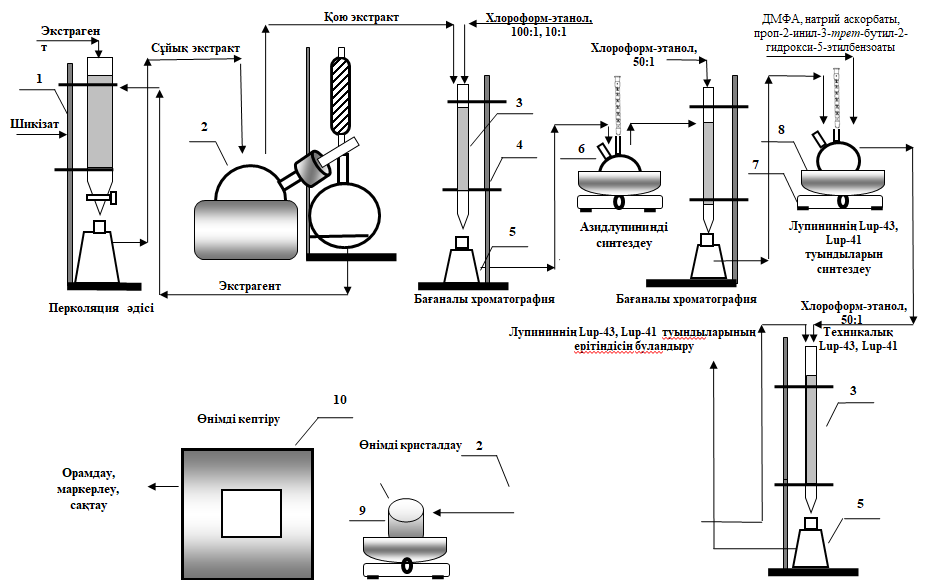 Экстраген
т
Сұйық экстракт
1
Шикізат
Перколяция әдісі
2
Қою экстракт
Экстрагент
Хлороформ-этанол,
100:1, 10:1
3
4
5
Бағаналы хроматография
6
Азидлупининді
синтездеу
Хлороформ-этанол,
50:1
7
Бағаналы хроматография
ДМФА, натрий аскорбаты,
проп-2-инил-3-трет-бутил-2-
гидрокси-5-этилбензоаты
8
Лупининнің Lup-43,
Lup-41
туындыларын
синтездеу
Хлороформ-этанол,
50:1
Техникалық
Lup-43, Lup-41
3
5
Лупининнің Lup-43, Lup-41 туындыларының
ерітіндісін буландыру
Өнімді кристалдау 2
9
10
Өнімді кептіру
Орамдау,
маркерлеу,
сақтау